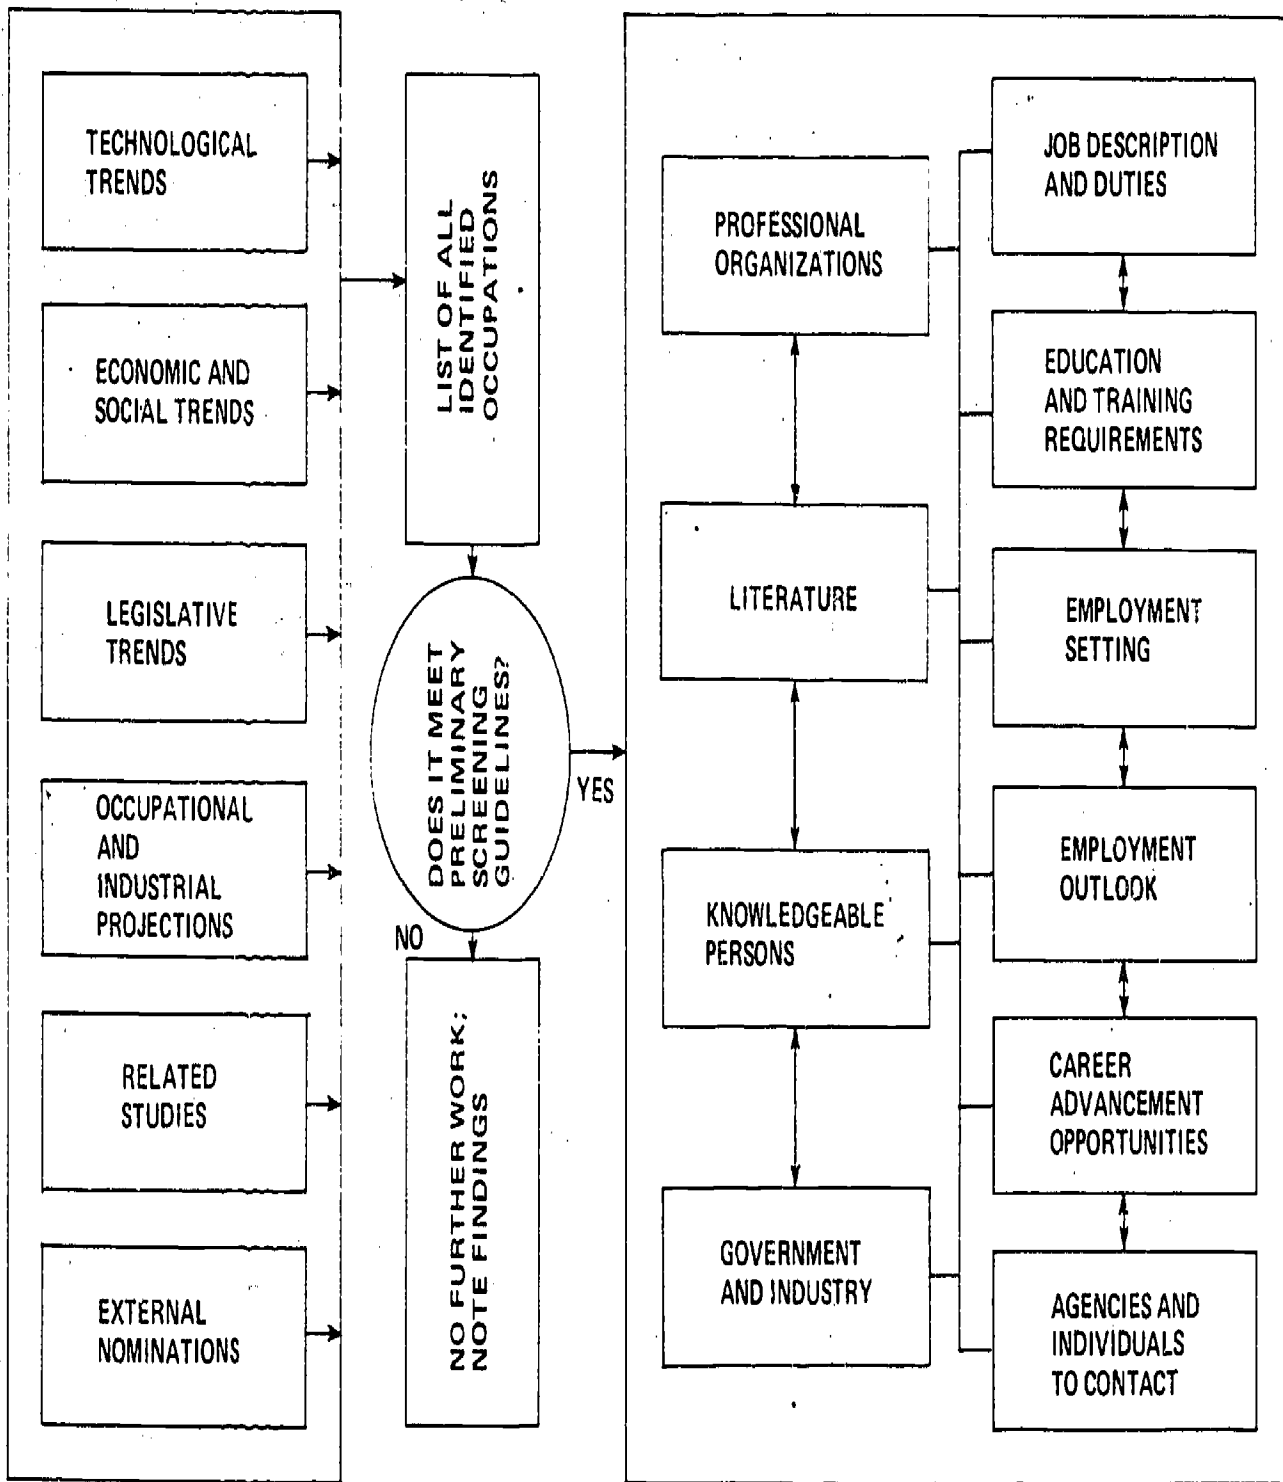 TECHNOLOGICAL
TRENDS
ECONOMIC AND
SOCIAL TRENDS
LEGISLATIVE
TRENDS
OCCUPATIONAL
AND
INDUSTRIAL
PROJECTIONS
RELATED
STUDIES
EXTERNAL
NOMINATIONS
LIST OF ALL
IDENTIFIED
OCCUPATIONS
DOES IT MEET
PRELIMINARY
SCREENING
GUIDELINES?
YES
NO
NO FURTHER WORK;
NOTE FINDINGS
PROFESSIONAL
ORGANIZATIONS
LITERATURE
KNOWLEDGEABLE
PERSONS
GOVERNMENT
AND INDUSTRY
JOB DESCRIPTION
AND DUTIES
EDUCATION
AND TRAINING
REQUIREMENTS
EMPLOYMENT
SETTING
EMPLOYMENT
OUTLOOK
CAREER
ADVANCEMENT
OPPORTUNITIES
AGENCIES AND
INDIVIDUALS
TO CONTACT